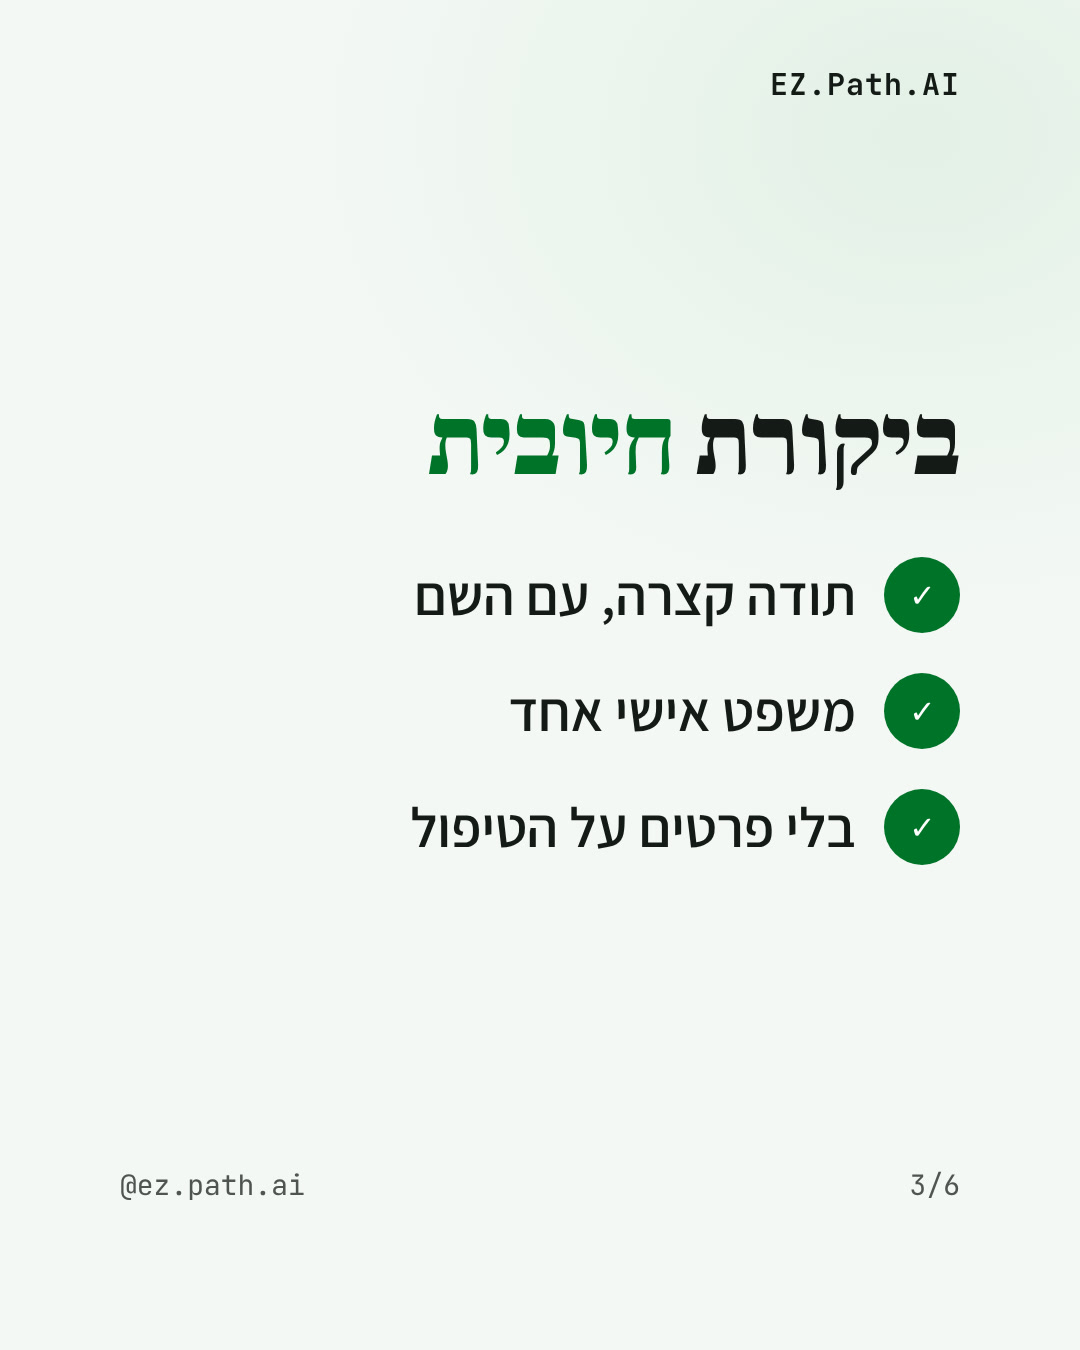 EZ.Path.AI
ביקורת חיובית
✓ תודה קצרה, עם השם
✓ משפט אישי אחד
✓ בלי פרטים על הטיפול
@ez.path.ai
3/6